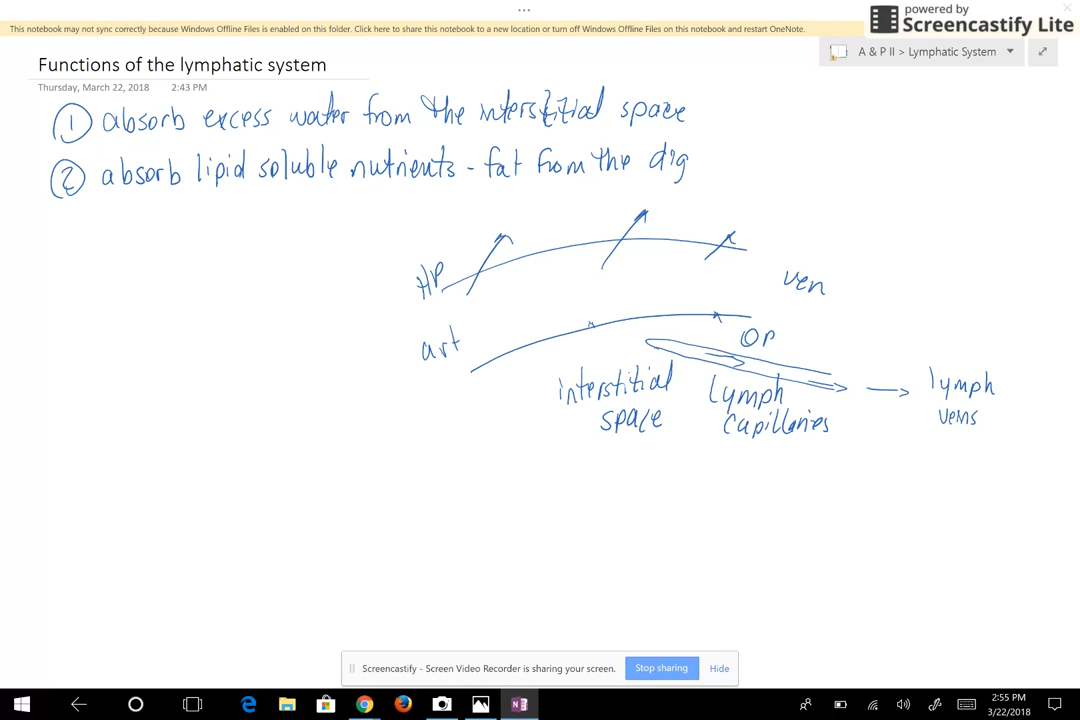 ...
powered by
Screencastify Lite
This notebook may not sync correctly because Windows Offline Files is enabled on this folder. Click here to share this notebook to a new location or turn off Windows Offline Files on this notebook and restart OneNote.
A & P II > Lymphatic System
Functions of the lymphatic system
Thursday, March 22, 2018 2:43 PM
1 absorb excess water from the interstitial space
2 absorb lipid soluble nutrients - fat from the dig
HP
ven
art
OP
interstitial
space
Lymph
Capillaries
lymph
veins
Screencastify - Screen Video Recorder is sharing your screen.
Stop sharing
Hide
2:55 PM
3/22/2018